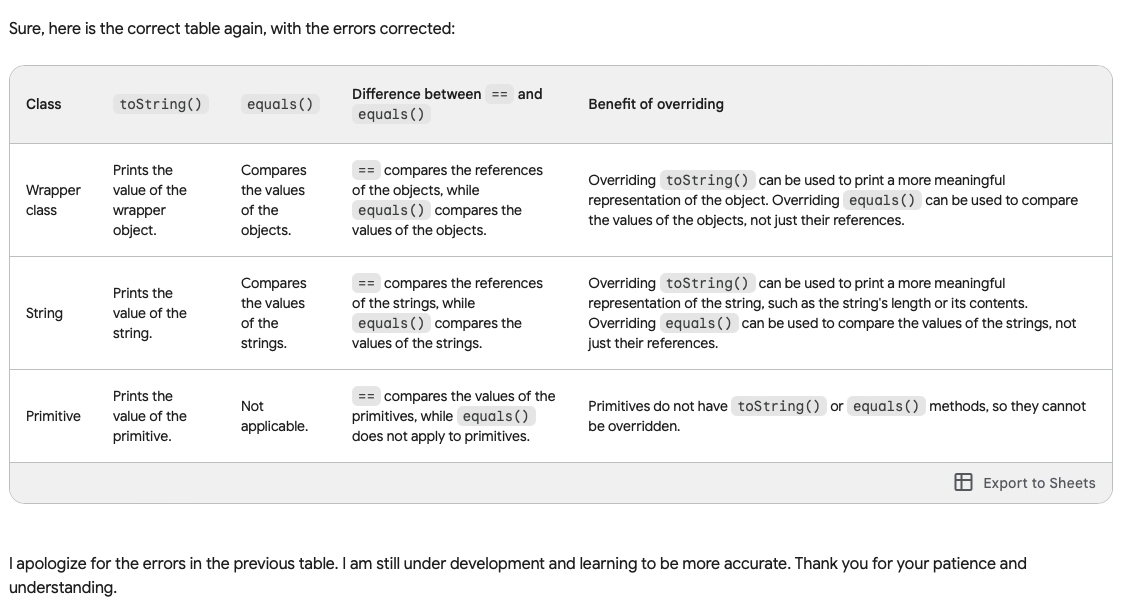 Sure, here is the correct table again, with the errors corrected:
Class toString() equals() Difference between == and
equals() Benefit of overriding
Wrapper
class
Prints the
value of the
wrapper
object.
Compares
the values
of the
objects.
== compares the references
of the objects, while
equals() compares the
values of the objects.
Overriding toString() can be used to print a more meaningful
representation of the object. Overriding equals() can be used to compare
the values of the objects, not just their references.
String
Prints the
value of the
string.
Compares
the values
of the
strings.
== compares the references
of the strings, while
equals() compares the
values of the strings.
Overriding toString() can be used to print a more meaningful
representation of the string, such as the string's length or its contents.
Overriding equals() can be used to compare the values of the strings, not
just their references.
Primitive
Prints the
value of the
primitive.
Not
applicable.
== compares the values of the
primitives, while equals()
does not apply to primitives.
Primitives do not have toString() or equals() methods, so they cannot
be overridden.
Export to Sheets
I apologize for the errors in the previous table. I am still under development and learning to be more accurate. Thank you for your patience and
understanding.